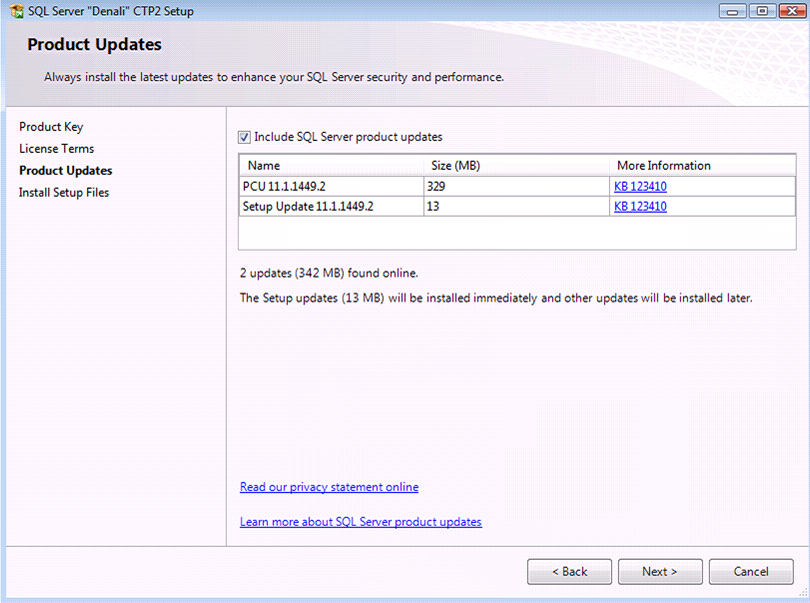 SQL Server "Denali" CTP2 Setup
Product Updates
Always install the latest updates to enhance your SQL Server security and performance.
Product Key
License Terms
Product Updates
Install Setup Files
Include SQL Server product updates
Name Size (MB) More Information
PCU 11.1.1449.2 329 KB 123410
Setup Update 11.1.1449.2 13 KB 123410
2 updates (342 MB) found online.
The Setup updates (13 MB) will be installed immediately and other updates will be installed later.
Read our privacy statement online
Learn more about SQL Server product updates
< Back Next > Cancel